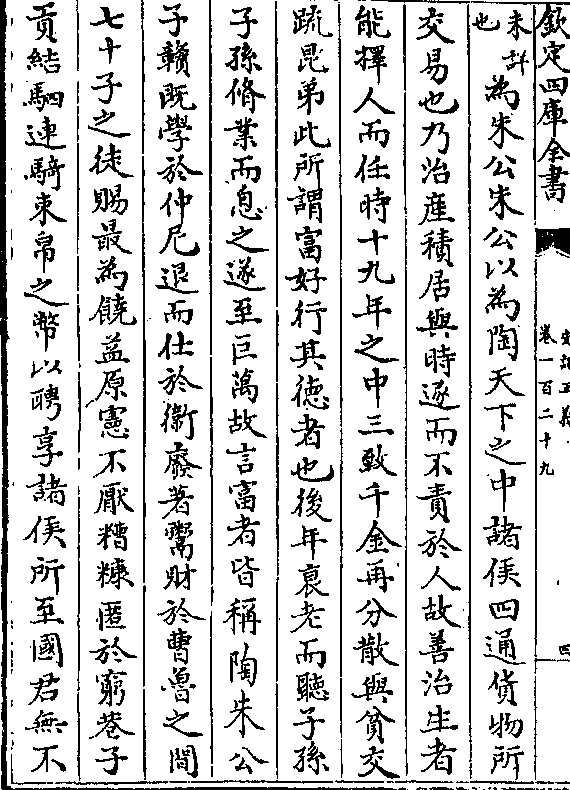 欽定四庫全書
史記正義
卷一百二十九
四
未詳
也
為朱公朱公以為陶天下之中諸侯四通貨物所
交易也乃治產積居與時逐而不責於人故善治生者
能擇人而任時十九年之中三致千金再分散與貧交
疏昆弟此所謂富好行其德者也後年衰老而聽子孫
子孫脩業而息之遂至巨萬故言富者皆稱陶朱公
子贛既學於仲尼退而仕於衞廢著鬻財於曹魯之間
七十子之徒賜最為饒益原憲不厭糟糠匿於窮巷子
貢結駟連騎束帛之幣以聘享諸侯所至國君無不